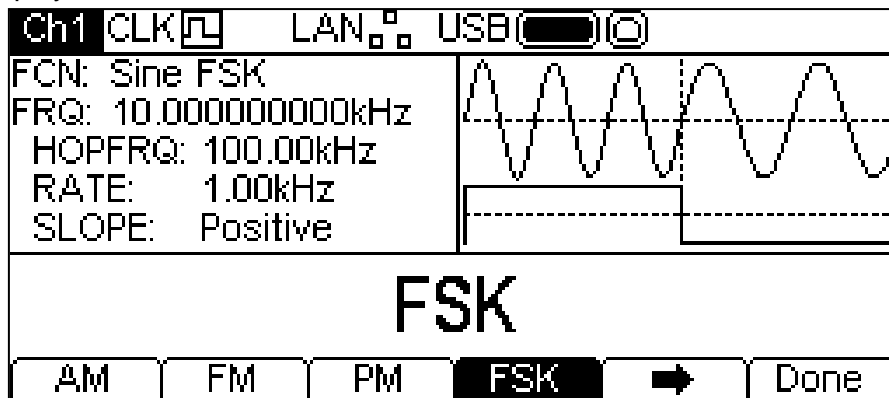 Ch1 CLK LAN USB
FCN: Sine FSK
FRQ: 10.000000000kHz
HOPFRQ: 100.00kHz
RATE: 1.00kHz
SLOPE: Positive
FSK
AM FM PM FSK Done